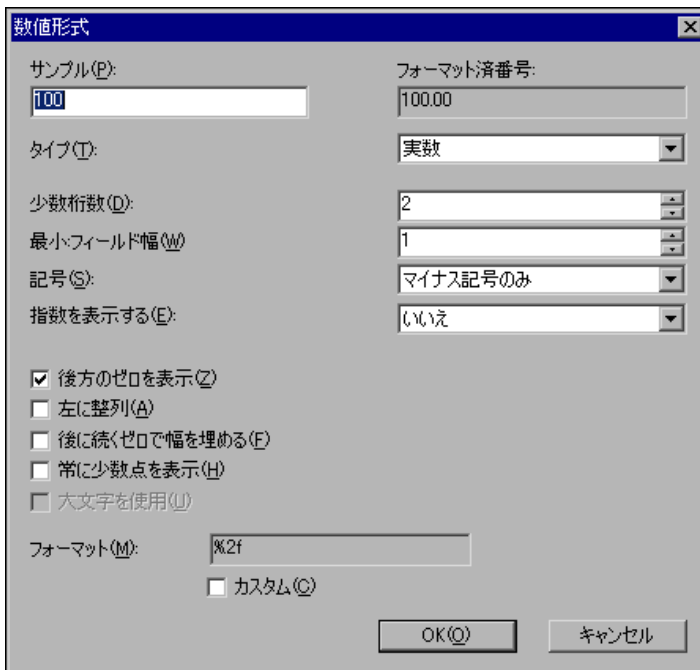 数値形式
サンプル(P):
フォーマット済番号:
100
100.00
タイプ(T):
実数
少数桁数(D):
2
最小フィールド幅(W)
1
記号(S):
マイナス記号のみ
指数を表示する(E):
いいえ
後方のゼロを表示(Z)
左に整列(A)
後に続くゼロで幅を埋める(F)
常に少数点を表示(H)
大文字を使用(U)
フォーマット(M):
%2f
カスタム(C)
OK(O)
キャンセル